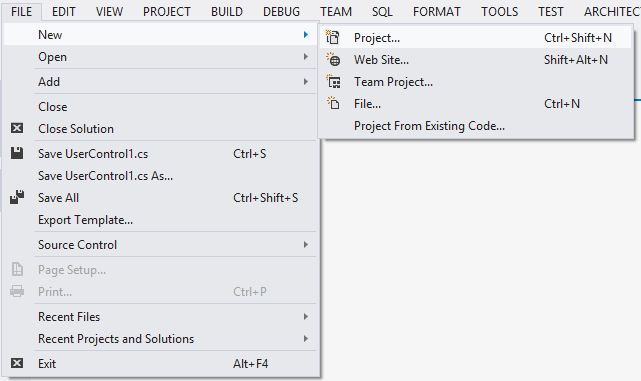 FILE EDIT VIEW PROJECT BUILD DEBUG TEAM SQL FORMAT TOOLS TEST ARCHITEC
New
Project... Ctrl+Shift+N
Open
Web Site... Shift+Alt+N
Add
Team Project...
Close
File... Ctrl+N
Close Solution
Project From Existing Code...
Save UserControl1.cs Ctrl+S
Save UserControl1.cs As...
Save All Ctrl+Shift+S
Export Template...
Source Control
Page Setup...
Print... Ctrl+P
Recent Files
Recent Projects and Solutions
Exit Alt+F4